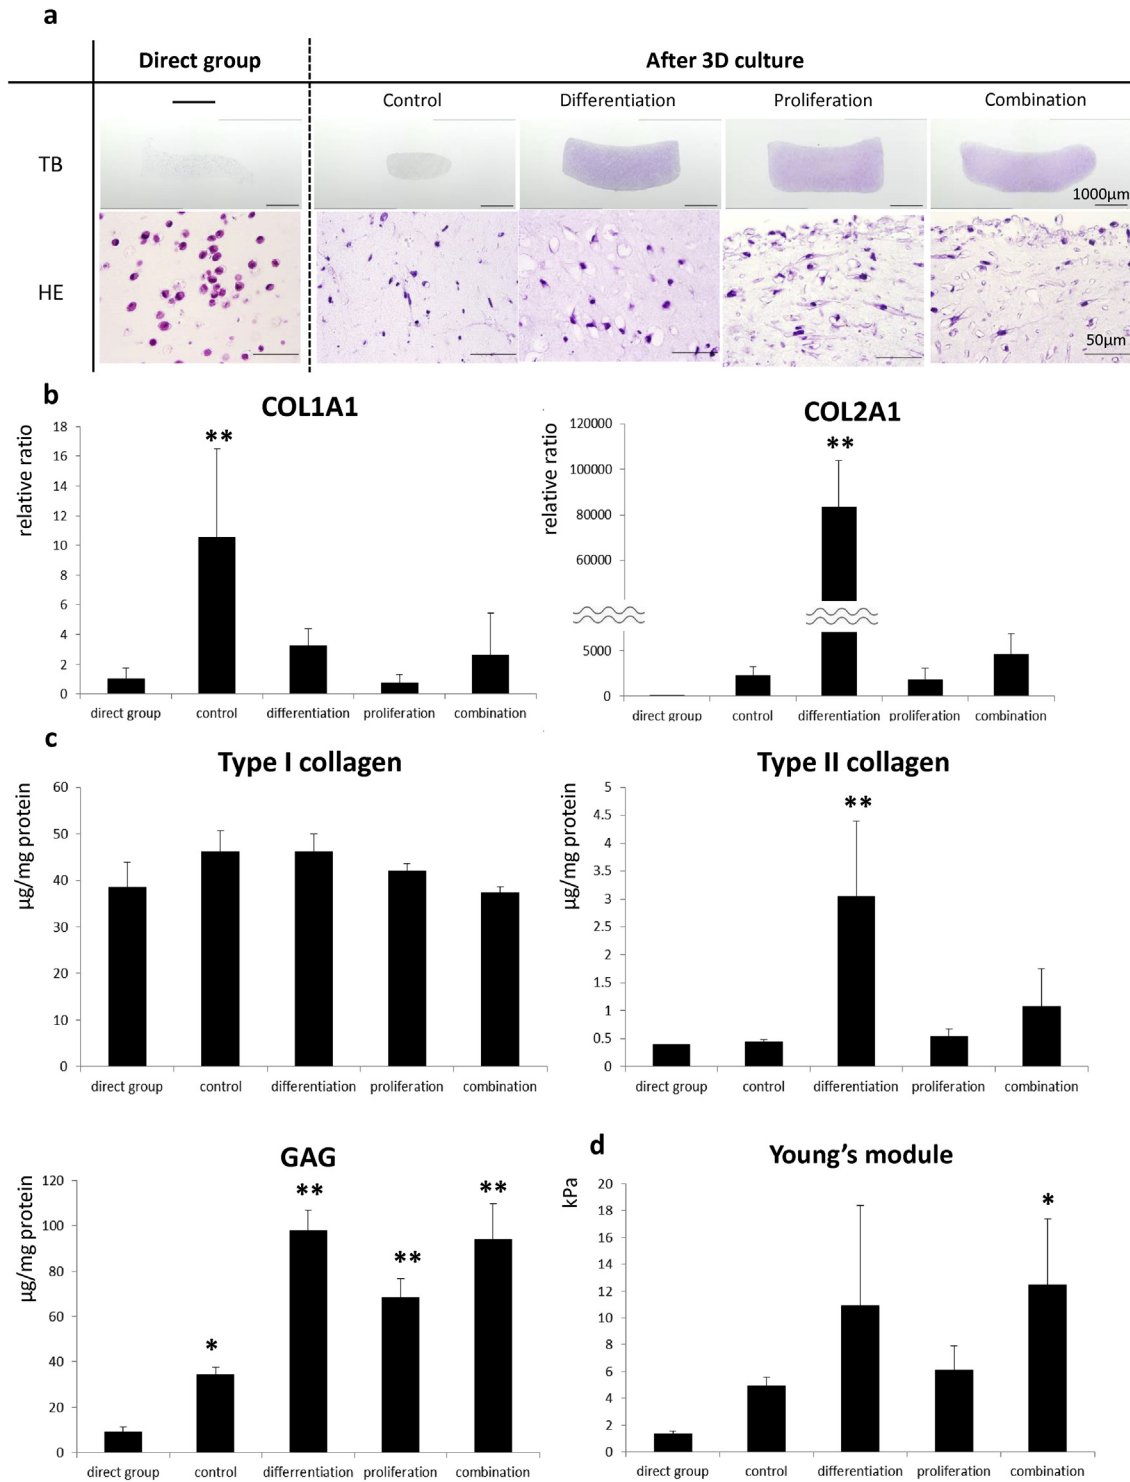 a
Direct group After 3D culture
Control Differentiation Proliferation Combination
TB
1000µm
HE
50µm
b
COL1A1
relative ratio
18
16
14
12
10
8
6
4
2
0
**
direct group control differentiation proliferation combination
COL2A1
relative ratio
120000
100000
80000
60000
5000
0
**
direct group control differentiation proliferation combination
c
Type I collagen
µg/mg protein
60
50
40
30
20
10
0
direct group control differentiation proliferation combination
Type II collagen
µg/mg protein
5
4.5
4
3.5
3
2.5
2
1.5
1
0.5
0
**
direct group control differentiation proliferation combination
GAG
µg/mg protein
120
100
80
60
40
20
0
* ** ** **
direct group control differrentiation proliferation combination
d
Young's module
kPa
20
18
16
14
12
10
8
6
4
2
0
*
direct group control differentiation proliferation combination